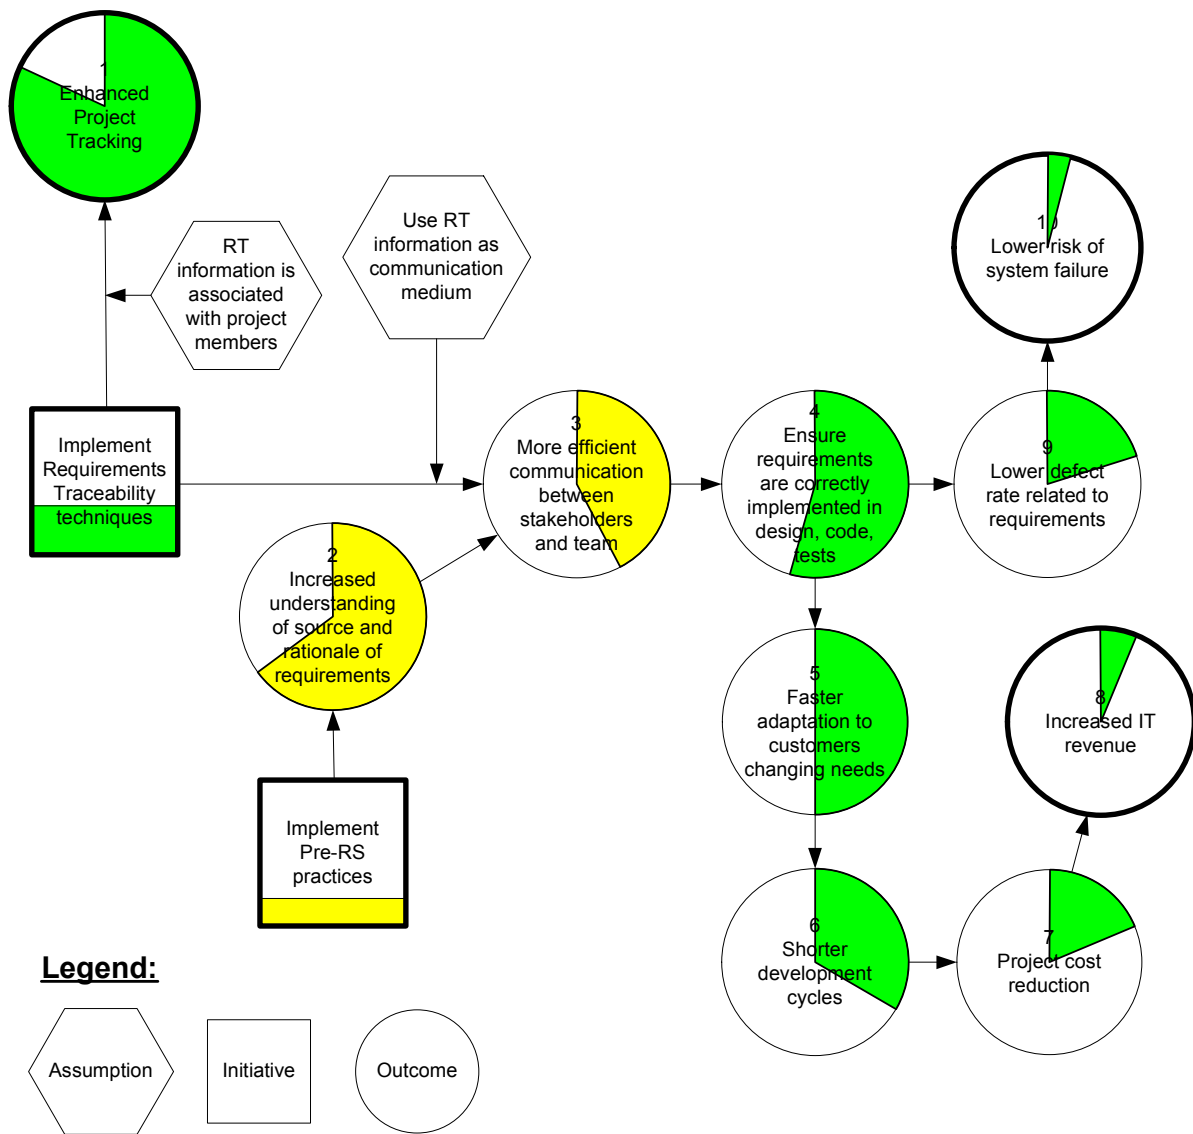 1
Enhanced
Project
Tracking
RT
information is
associated
with project
members
Use RT
information as
communication
medium
10
Lower risk of
system failure
Implement
Requirements
Traceability
techniques
3
More efficient
communication
between
stakeholders
and team
4
Ensure
requirements
are correctly
implemented in
design, code,
tests
9
Lower defect
rate related to
requirements
2
Increased
understanding
of source and
rationale of
requirements
5
Faster
adaptation to
customers
changing needs
8
Increased IT
revenue
Implement
Pre-RS
practices
6
Shorter
development
cycles
7
Project cost
reduction
Legend:
Assumption
Initiative
Outcome